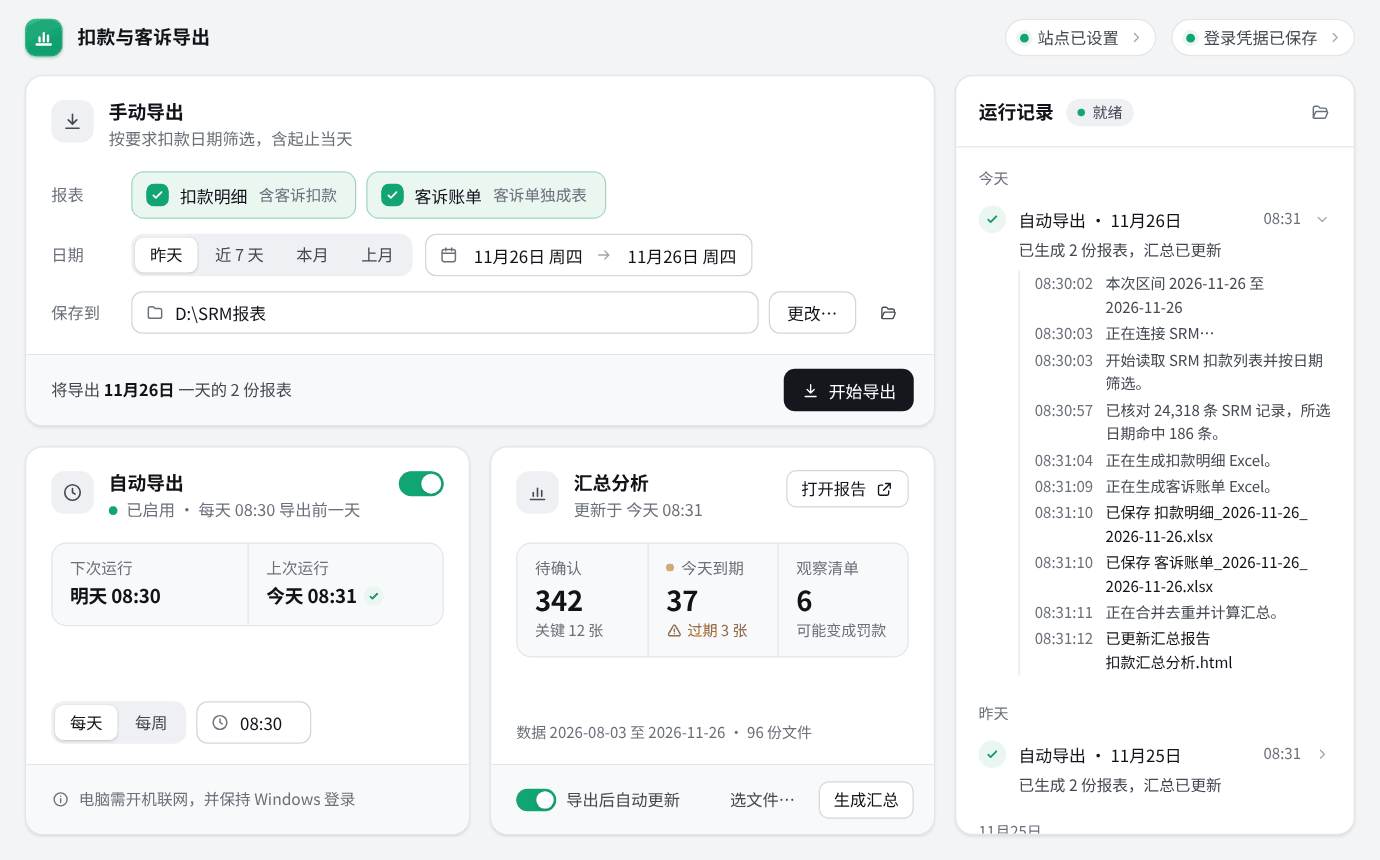 扣款与客诉导出
站点已设置
登录凭据已保存
手动导出
按要求扣款日期筛选，含起止当天
报表
扣款明细 含客诉扣款
客诉账单 客诉单独成表
日期
昨天 近 7 天 本月 上月
11月26日 周四 → 11月26日 周四
保存到
D:\SRM报表
更改…
将导出 11月26日 一天的 2 份报表
开始导出
自动导出
已启用 · 每天 08:30 导出前一天
下次运行
明天 08:30
上次运行
今天 08:31
每天 每周
08:30
电脑需开机联网，并保持 Windows 登录
汇总分析
更新于 今天 08:31
打开报告
待确认
342
关键 12 张
今天到期
37
过期 3 张
观察清单
6
可能变成罚款
数据 2026-08-03 至 2026-11-26 · 96 份文件
导出后自动更新
选文件…
生成汇总
运行记录
就绪
今天
自动导出 · 11月26日 08:31
已生成 2 份报表，汇总已更新
08:30:02 本次区间 2026-11-26 至
2026-11-26
08:30:03 正在连接 SRM…
08:30:03 开始读取 SRM 扣款列表并按日期
筛选。
08:30:57 已核对 24,318 条 SRM 记录，所选
日期命中 186 条。
08:31:04 正在生成扣款明细 Excel。
08:31:09 正在生成客诉账单 Excel。
08:31:10 已保存 扣款明细_2026-11-26_
2026-11-26.xlsx
08:31:10 已保存 客诉账单_2026-11-26_
2026-11-26.xlsx
08:31:11 正在合并去重并计算汇总。
08:31:12 已更新汇总报告
扣款汇总分析.html
昨天
自动导出 · 11月25日 08:31
已生成 2 份报表，汇总已更新
11月25日